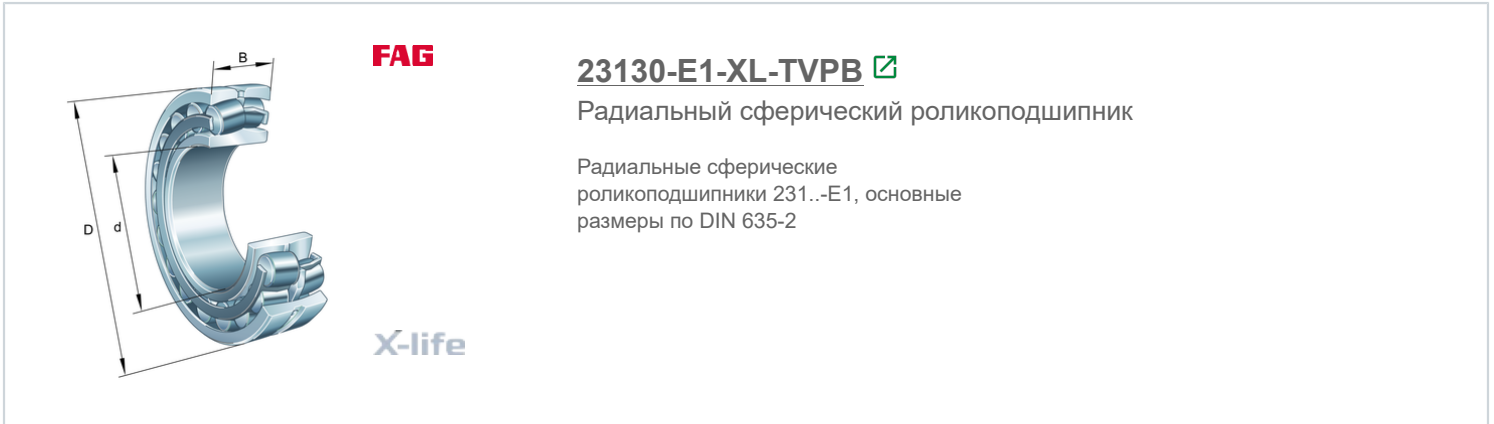 B
FAG
23130-E1-XL-TVPB
Радиальный сферический роликоподшипник
Радиальные сферические
роликоподшипники 231..-E1, основные
размеры по DIN 635-2
D
d
X-life